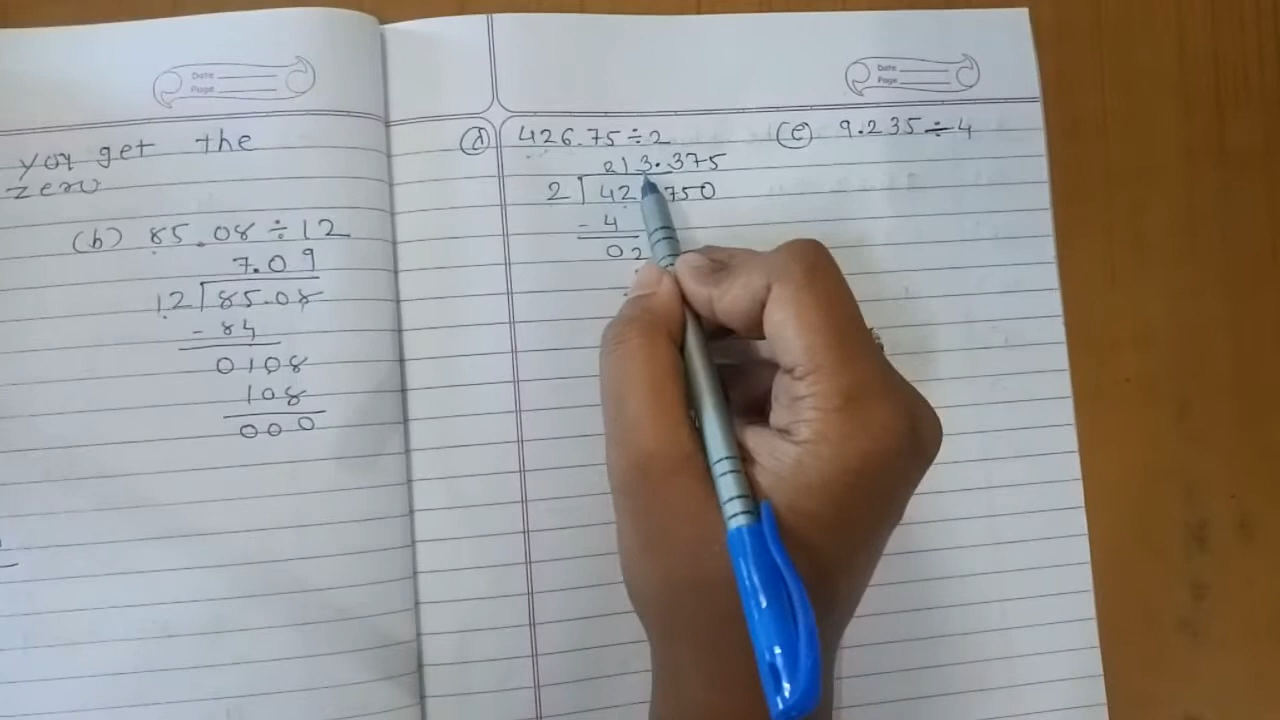 Date
Page
you get the
zero
(b) 85.08 ÷ 12
7.09
12 85.08
- 84
0108
108
000
Date
Page
(d) 426.75 ÷ 2
213.375
2 42 750
- 4
02
(e) 9.235 ÷ 4